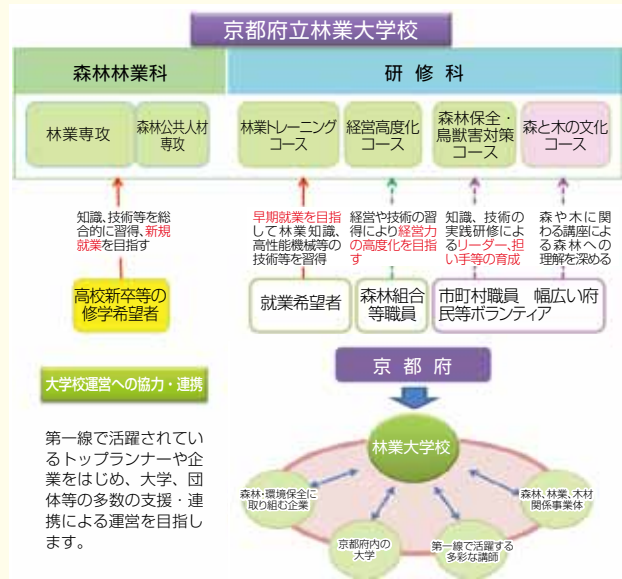 京都府立林業大学校
森林林業科
研修科
林業専攻
森林公共人材
専攻
林業トレーニング
コース
経営高度化
コース
森林保全・
鳥獣害対策
コース
森と木の文化
コース
知識、技術等を総
合的に習得、新規
就業を目指す
早期就業を目指
して林業知識、
高性能機械等の
技術等を習得
経営や技術の習
得により経営力
の高度化を目指
す
知識、技術の
実践研修によ
るリーダー、担
い手等の育成
森や木に関
わる講座によ
る森林への
理解を深める
高校新卒等の
修学希望者
就業希望者
森林組合
等職員
市町村職員 幅広い府
民等ボランティア
京都府
大学校運営への協力・連携
第一線で活躍されてい
るトップランナーや企
業をはじめ、大学、団
体等の多数の支援・連
携による運営を目指し
ます。
林業大学校
森林・環境保全に
取り組む企業
京都府内の
大学
第一線で活躍する
多彩な講師
森林、林業、木材
関係事業体